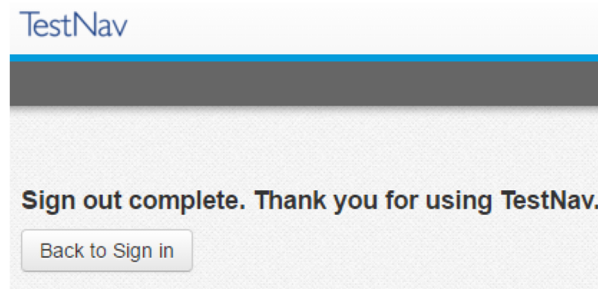 TestNav
Sign out complete. Thank you for using TestNav.
Back to Sign in